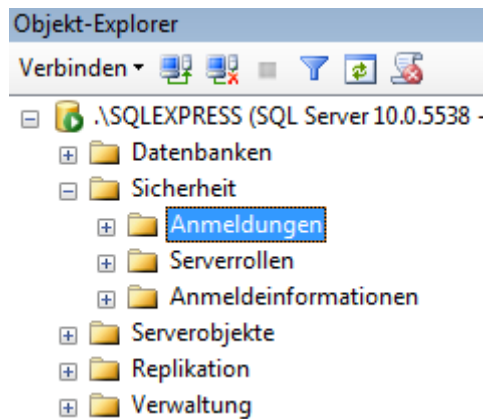 Objekt-Explorer
Verbinden
.\SQLEXPRESS (SQL Server 10.0.5538 -
Datenbanken
Sicherheit
Anmeldungen
Serverrollen
Anmeldeinformationen
Serverobjekte
Replikation
Verwaltung